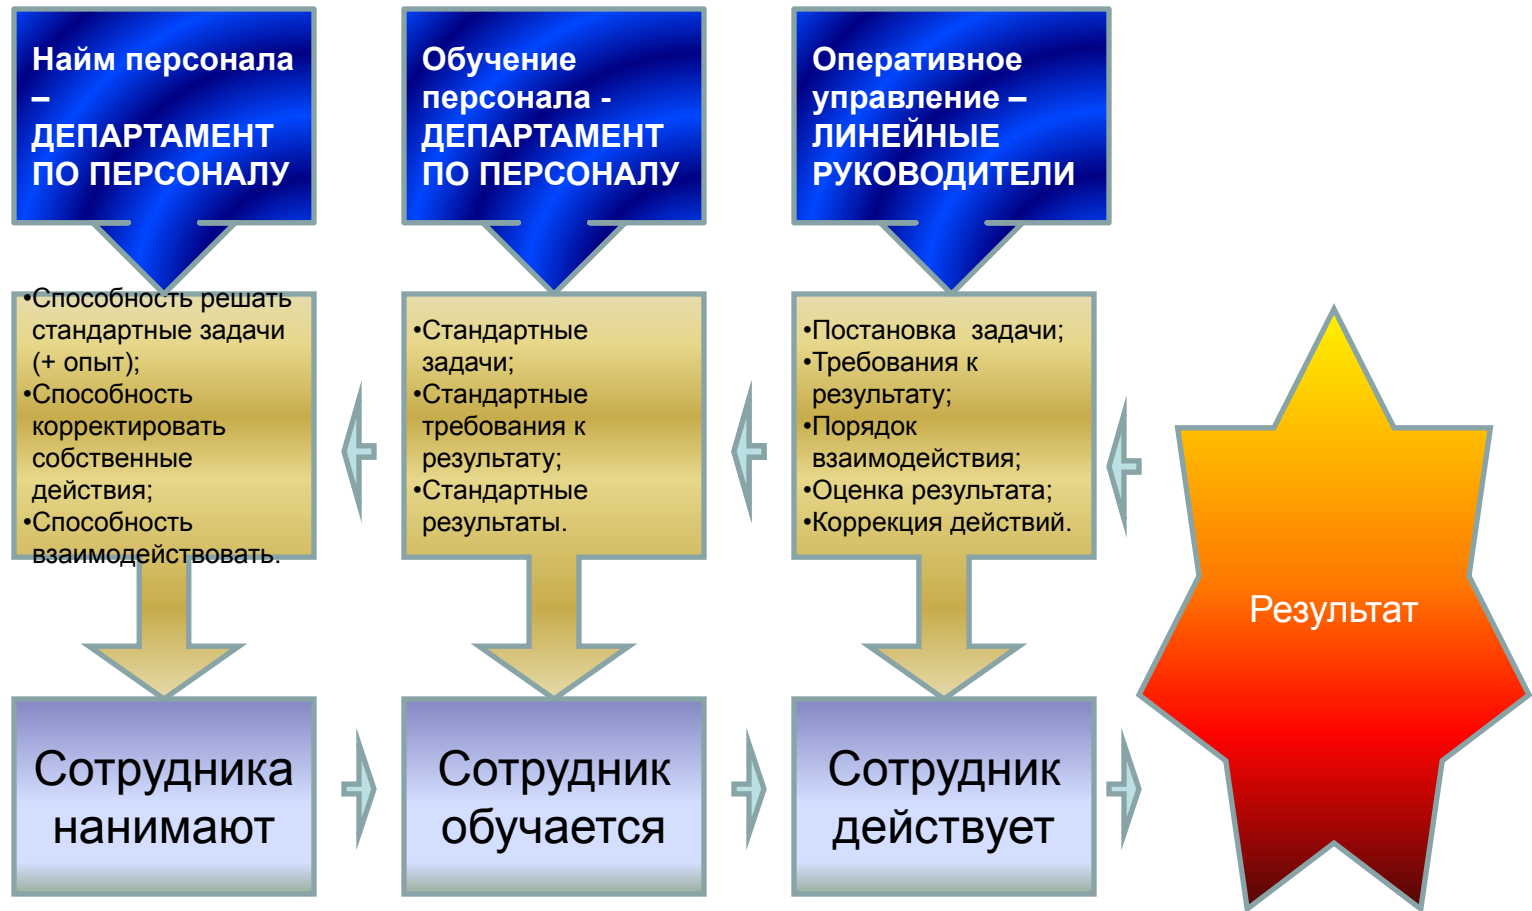 Найм персонала
–
ДЕПАРТАМЕНТ
ПО ПЕРСОНАЛУ
Обучение
персонала -
ДЕПАРТАМЕНТ
ПО ПЕРСОНАЛУ
Оперативное
управление –
ЛИНЕЙНЫЕ
РУКОВОДИТЕЛИ
•Способность решать
стандартные задачи
(+ опыт);
•Способность
корректировать
собственные
действия;
•Способность
взаимодействовать.
•Стандартные
задачи;
•Стандартные
требования к
результату;
•Стандартные
результаты.
•Постановка задачи;
•Требования к
результату;
•Порядок
взаимодействия;
•Оценка результата;
•Коррекция действий.
Результат
Сотрудника
нанимают
Сотрудник
обучается
Сотрудник
действует